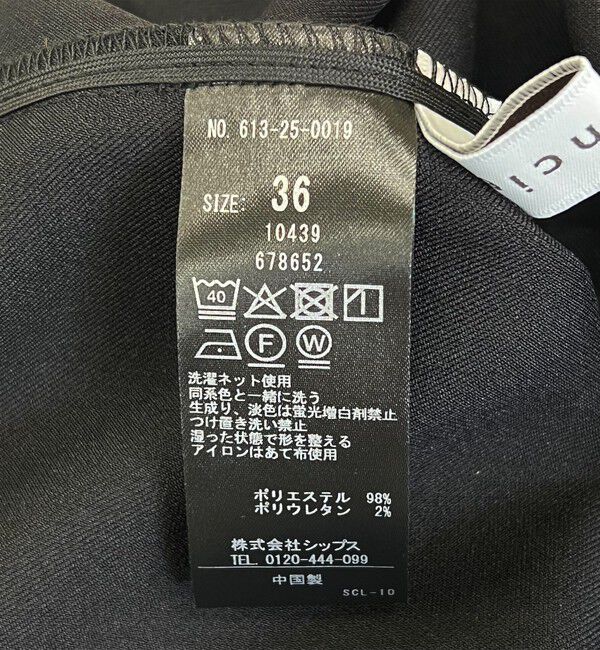 NO. 613-25-0019
SIZE: 36
10439
678652
40
F W
洗濯ネット使用
同系色と一緒に洗う
生成り、淡色は蛍光増白剤禁止
つけ置き洗い禁止
湿った状態で形を整える
アイロンはあて布使用
ポリエステル 98%
ポリウレタン 2%
株式会社シップス
TEL. 0120-444-099
中国製
SCL-10
nci